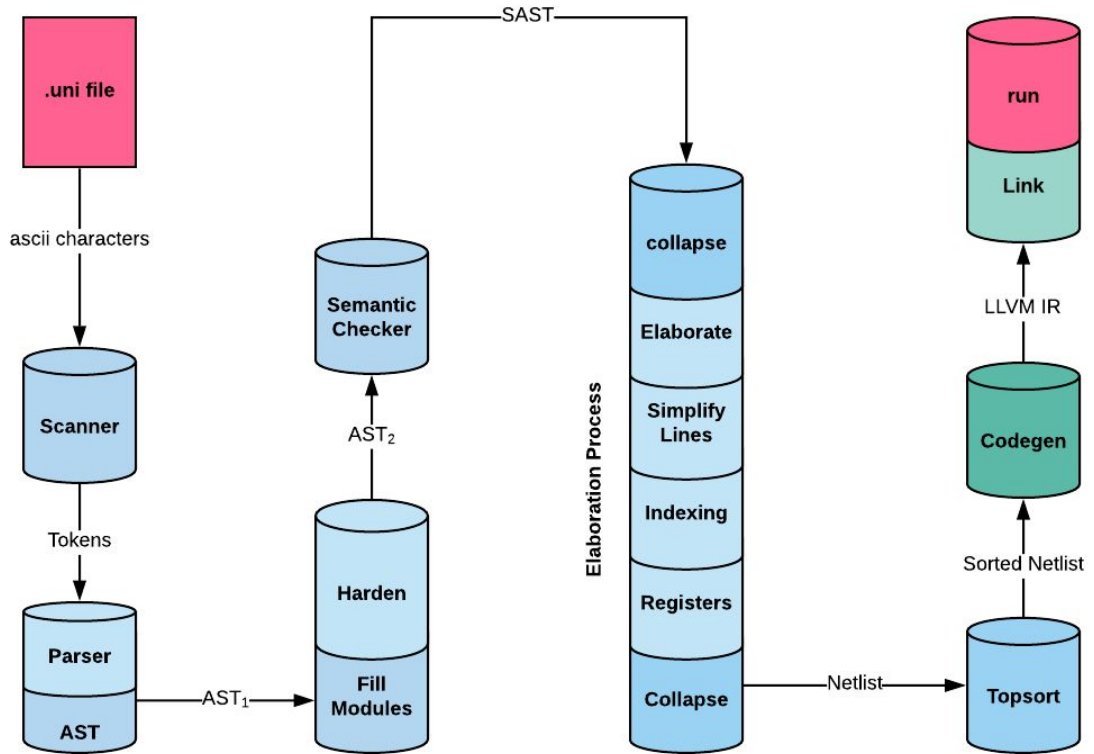 .uni file
ascii characters
Scanner
Tokens
Parser
AST
AST₁
Fill
Modules
Harden
AST₂
Semantic
Checker
SAST
Elaboration Process
collapse
Elaborate
Simplify
Lines
Indexing
Registers
Collapse
Netlist
Topsort
Sorted Netlist
Codegen
LLVM IR
Link
run